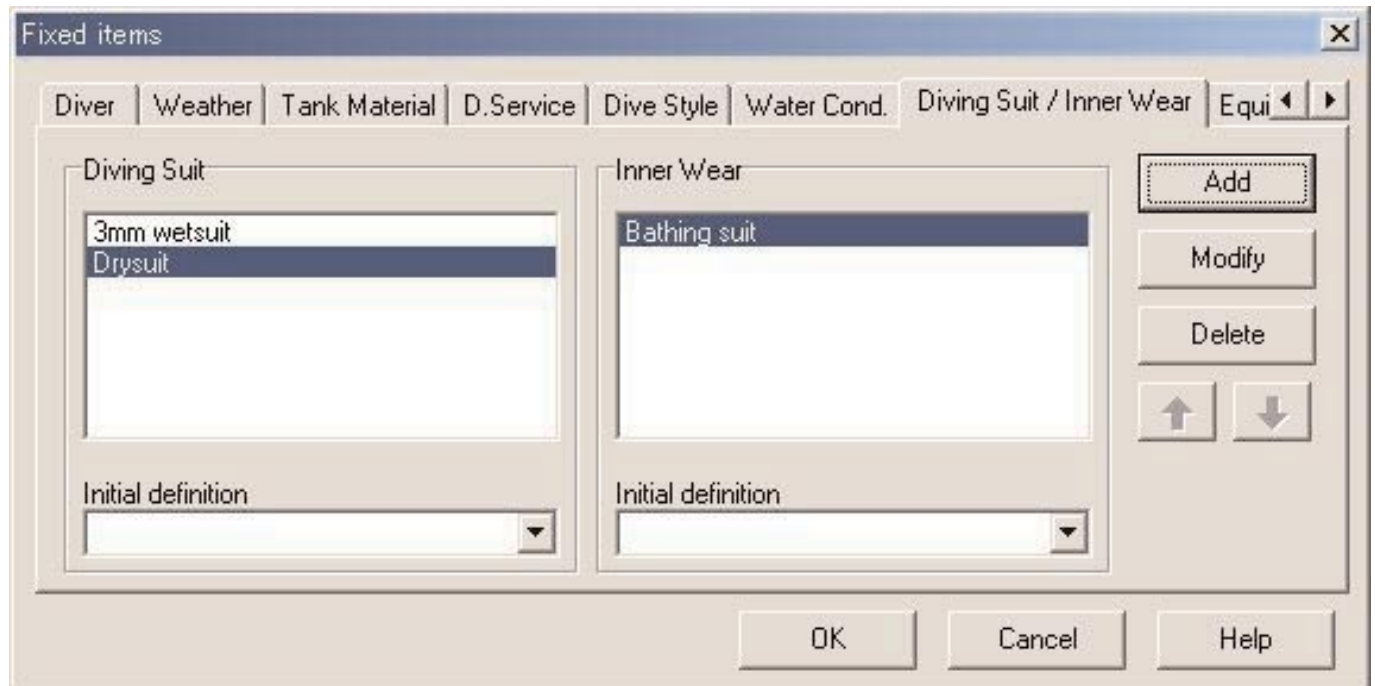 Fixed items
Diver Weather Tank Material D.Service Dive Style Water Cond. Diving Suit / Inner Wear Equi
Diving Suit Inner Wear Add
3mm wetsuit Bathing suit
Drysuit Modify
Delete
Initial definition Initial definition
OK Cancel Help